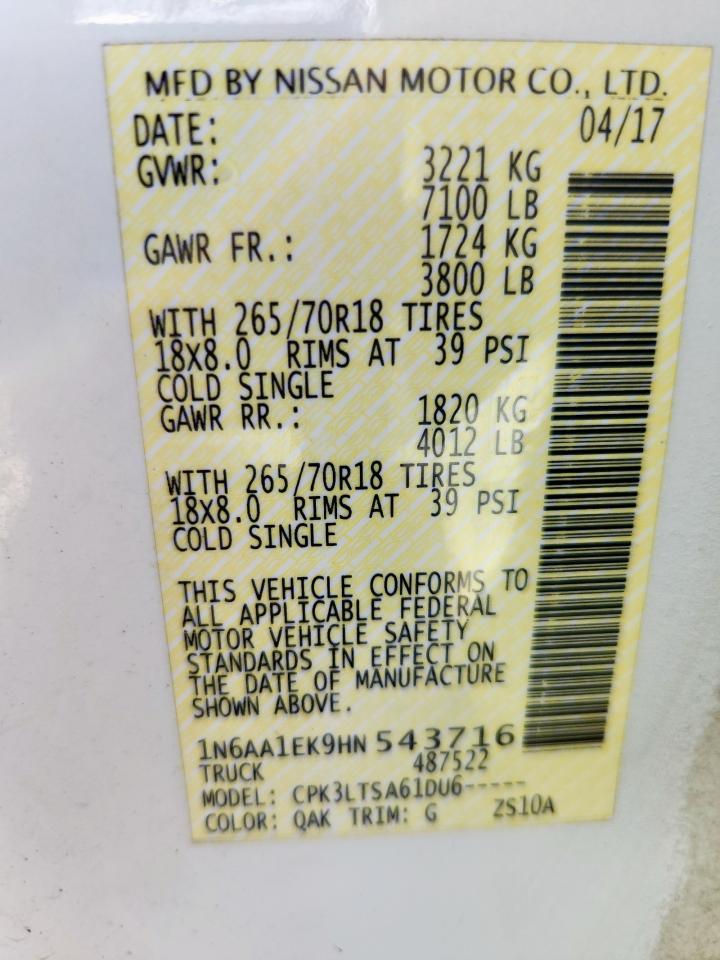 MFD BY NISSAN MOTOR CO., LTD.
DATE: 04/17
GVWR: 3221 KG
7100 LB
GAWR FR.: 1724 KG
3800 LB
WITH 265/70R18 TIRES
18X8.0 RIMS AT 39 PSI
COLD SINGLE
GAWR RR.: 1820 KG
4012 LB
WITH 265/70R18 TIRES
18X8.0 RIMS AT 39 PSI
COLD SINGLE
THIS VEHICLE CONFORMS TO
ALL APPLICABLE FEDERAL
MOTOR VEHICLE SAFETY
STANDARDS IN EFFECT ON
THE DATE OF MANUFACTURE
SHOWN ABOVE.
1N6AA1EK9HN 543716
TRUCK 487522
MODEL: CPK3LTSA61DU6-----
COLOR: QAK TRIM: G ZS10A